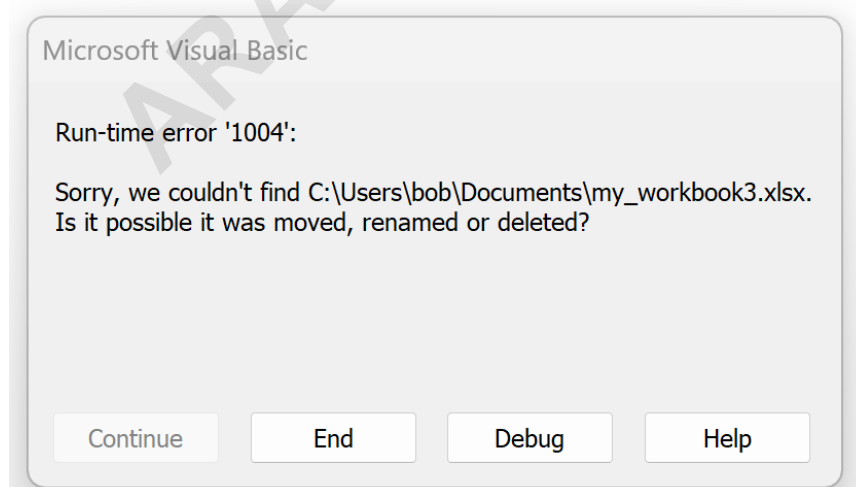 Microsoft Visual Basic
Run-time error '1004':
Sorry, we couldn't find C:\Users\bob\Documents\my_workbook3.xlsx.
Is it possible it was moved, renamed or deleted?
Continue
End
Debug
Help